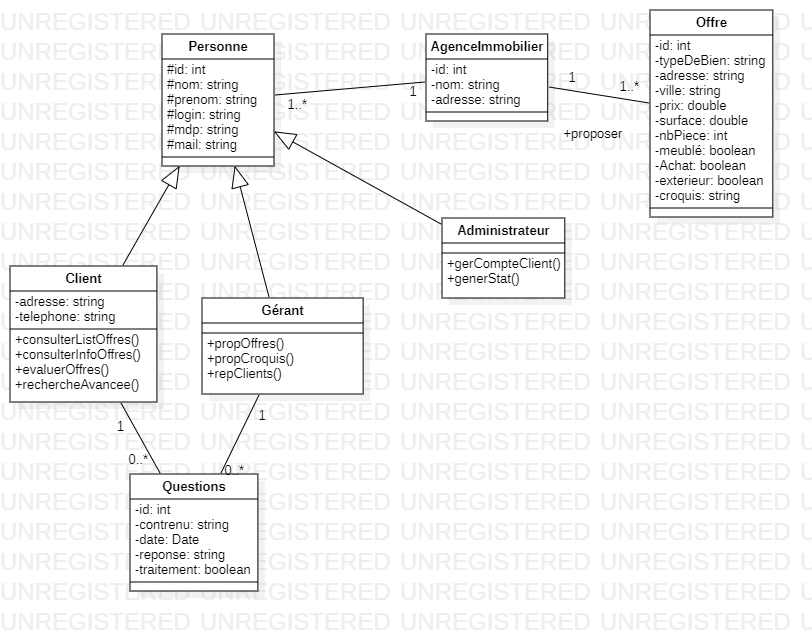 Personne
#id: int
#nom: string
#prenom: string
#login: string
#mdp: string
#mail: string
1..*
1
AgenceImmobilier
-id: int
-nom: string
-adresse: string
1
1..*
+proposer
Offre
-id: int
-typeDeBien: string
-adresse: string
-ville: string
-prix: double
-surface: double
-nbPiece: int
-meublé: boolean
-Achat: boolean
-exterieur: boolean
-croquis: string
Administrateur
+gerCompteClient()
+generStat()
Client
-adresse: string
-telephone: string
+consulterListOffres()
+consulterInfoOffres()
+evaluerOffres()
+rechercheAvancee()
Gérant
+propOffres()
+propCroquis()
+repClients()
1
0..*
1
0..*
Questions
-id: int
-contrenu: string
-date: Date
-reponse: string
-traitement: boolean
UNREGISTERED